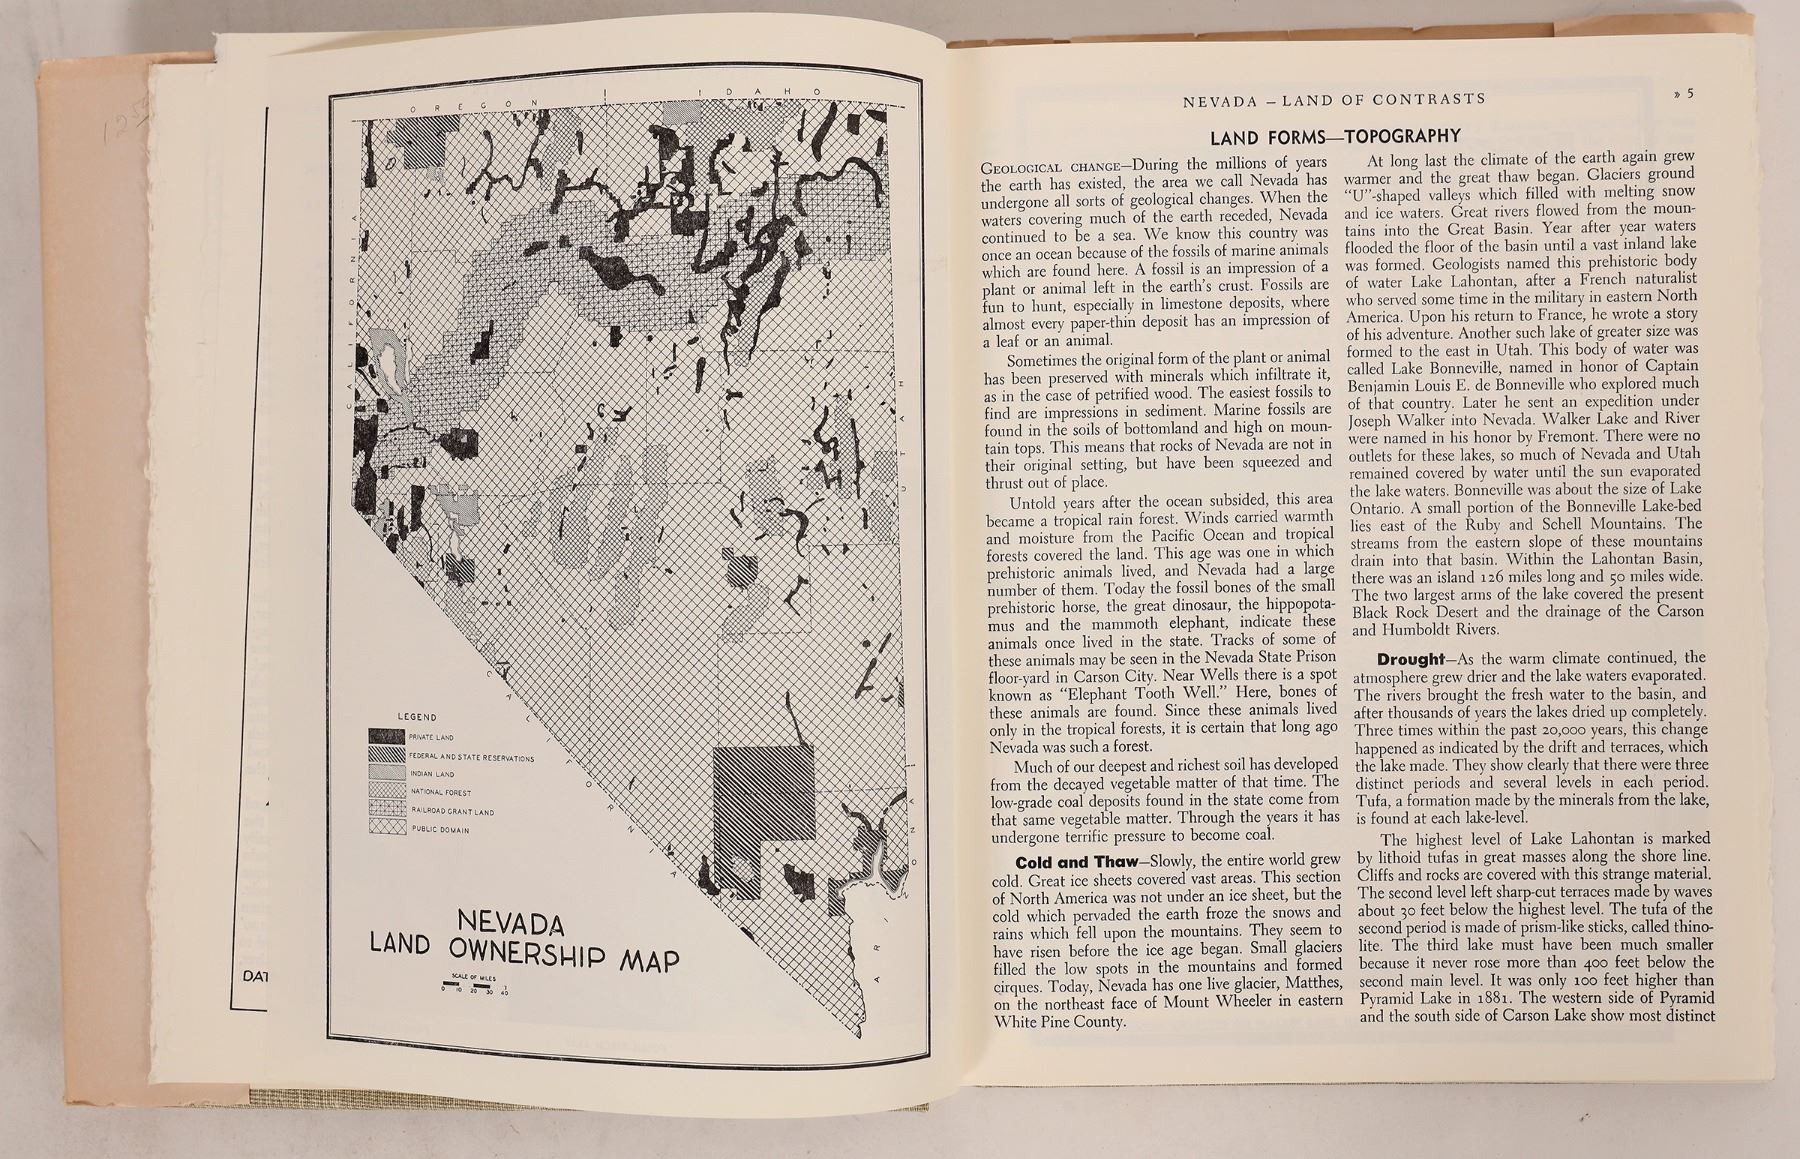 12 50
DAT
OREGON
IDAHO
CALIFORNIA
UTAH
CALIFORNIA
ARIZONA
LEGEND
PRIVATE LAND
FEDERAL AND STATE RESERVATIONS
INDIAN LAND
NATIONAL FOREST
RAILROAD GRANT LAND
PUBLIC DOMAIN
NEVADA
LAND OWNERSHIP MAP
SCALE OF MILES
0 10 20 30 40
NEVADA – LAND OF CONTRASTS
» 5
LAND FORMS—TOPOGRAPHY
GEOLOGICAL CHANGE—During the millions of years
the earth has existed, the area we call Nevada has
undergone all sorts of geological changes. When the
waters covering much of the earth receded, Nevada
continued to be a sea. We know this country was
once an ocean because of the fossils of marine animals
which are found here. A fossil is an impression of a
plant or animal left in the earth's crust. Fossils are
fun to hunt, especially in limestone deposits, where
almost every paper-thin deposit has an impression of
a leaf or an animal.
Sometimes the original form of the plant or animal
has been preserved with minerals which infiltrate it,
as in the case of petrified wood. The easiest fossils to
find are impressions in sediment. Marine fossils are
found in the soils of bottomland and high on moun-
tain tops. This means that rocks of Nevada are not in
their original setting, but have been squeezed and
thrust out of place.
Untold years after the ocean subsided, this area
became a tropical rain forest. Winds carried warmth
and moisture from the Pacific Ocean and tropical
forests covered the land. This age was one in which
prehistoric animals lived, and Nevada had a large
number of them. Today the fossil bones of the small
prehistoric horse, the great dinosaur, the hippopota-
mus and the mammoth elephant, indicate these
animals once lived in the state. Tracks of some of
these animals may be seen in the Nevada State Prison
floor-yard in Carson City. Near Wells there is a spot
known as "Elephant Tooth Well." Here, bones of
these animals are found. Since these animals lived
only in the tropical forests, it is certain that long ago
Nevada was such a forest.
Much of our deepest and richest soil has developed
from the decayed vegetable matter of that time. The
low-grade coal deposits found in the state come from
that same vegetable matter. Through the years it has
undergone terrific pressure to become coal.
Cold and Thaw—Slowly, the entire world grew
cold. Great ice sheets covered vast areas. This section
of North America was not under an ice sheet, but the
cold which pervaded the earth froze the snows and
rains which fell upon the mountains. They seem to
have risen before the ice age began. Small glaciers
filled the low spots in the mountains and formed
cirques. Today, Nevada has one live glacier, Matthes,
on the northeast face of Mount Wheeler in eastern
White Pine County.
At long last the climate of the earth again grew
warmer and the great thaw began. Glaciers ground
"U"-shaped valleys which filled with melting snow
and ice waters. Great rivers flowed from the moun-
tains into the Great Basin. Year after year waters
flooded the floor of the basin until a vast inland lake
was formed. Geologists named this prehistoric body
of water Lake Lahontan, after a French naturalist
who served some time in the military in eastern North
America. Upon his return to France, he wrote a story
of his adventure. Another such lake of greater size was
formed to the east in Utah. This body of water was
called Lake Bonneville, named in honor of Captain
Benjamin Louis E. de Bonneville who explored much
of that country. Later he sent an expedition under
Joseph Walker into Nevada. Walker Lake and River
were named in his honor by Fremont. There were no
outlets for these lakes, so much of Nevada and Utah
remained covered by water until the sun evaporated
the lake waters. Bonneville was about the size of Lake
Ontario. A small portion of the Bonneville Lake-bed
lies east of the Ruby and Schell Mountains. The
streams from the eastern slope of these mountains
drain into that basin. Within the Lahontan Basin,
there was an island 126 miles long and 50 miles wide.
The two largest arms of the lake covered the present
Black Rock Desert and the drainage of the Carson
and Humboldt Rivers.
Drought—As the warm climate continued, the
atmosphere grew drier and the lake waters evaporated.
The rivers brought the fresh water to the basin, and
after thousands of years the lakes dried up completely.
Three times within the past 20,000 years, this change
happened as indicated by the drift and terraces, which
the lake made. They show clearly that there were three
distinct periods and several levels in each period.
Tufa, a formation made by the minerals from the lake,
is found at each lake-level.
The highest level of Lake Lahontan is marked
by lithoid tufas in great masses along the shore line.
Cliffs and rocks are covered with this strange material.
The second level left sharp-cut terraces made by waves
about 30 feet below the highest level. The tufa of the
second period is made of prism-like sticks, called thino-
lite. The third lake must have been much smaller
because it never rose more than 400 feet below the
second main level. It was only 100 feet higher than
Pyramid Lake in 1881. The western side of Pyramid
and the south side of Carson Lake show most distinct